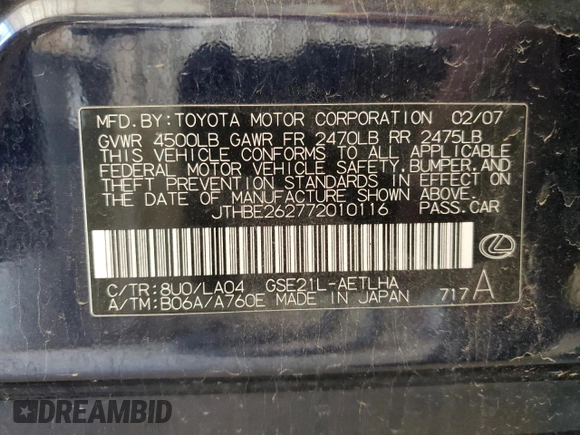 MFD. BY: TOYOTA MOTOR CORPORATION 02/07
GVWR 4500LB GAWR FR 2470LB RR 2475LB
THIS VEHICLE CONFORMS TO ALL APPLICABLE
FEDERAL MOTOR VEHICLE SAFETY, BUMPER, AND
THEFT PREVENTION STANDARDS IN EFFECT ON
THE DATE OF MANUFACTURE SHOWN ABOVE.
JTHBE262772010116 PASS. CAR
C/TR: 8U0/LA04 GSE21L-AETLHA
A/TM: B06A/A760E MADE IN JAPAN 717A
DREAMBID